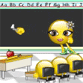 Aa Bb Cc Dd Ee Ff Gg Hh Ii